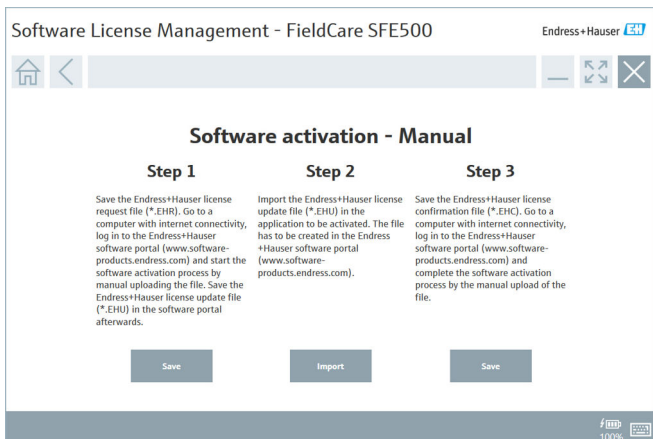 Software License Management - FieldCare SFE500
Endress+Hauser EH
Software activation - Manual
Step 1
Save the Endress+Hauser license
request file (*.EHR). Go to a
computer with internet connectivity,
log in to the Endress+Hauser
software portal (www.software-
products.endress.com) and start the
software activation process by
manual uploading the file. Save the
Endress+Hauser license update file
(*.EHU) in the software portal
afterwards.
Save
Step 2
Import the Endress+Hauser license
update file (*.EHU) in the
application to be activated. The file
has to be created in the Endress
+Hauser software portal
(www.software-
products.endress.com).
Import
Step 3
Save the Endress+Hauser license
confirmation file (*.EHC). Go to a
computer with internet connectivity,
log in to the Endress+Hauser
software portal (www.software-
products.endress.com) and
complete the software activation
process by the manual upload of the
file.
Save
100%